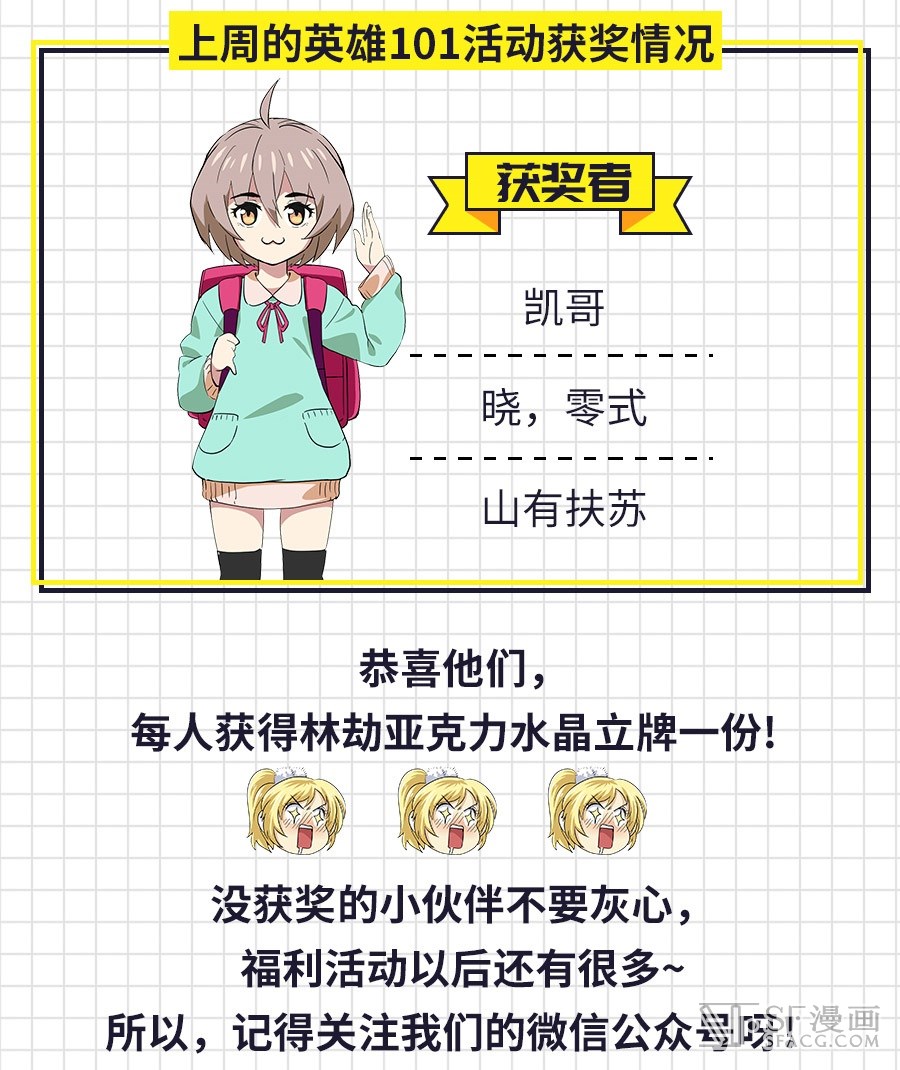 上周的英雄101活动获奖情况
获奖者
凯哥
晓，零式
山有扶苏
恭喜他们，
每人获得林劫亚克力水晶立牌一份!
没获奖的小伙伴不要灰心，
福利活动以后还有很多~
所以，记得关注我们的微信公众号呀!
SF漫画
SFACG.COM